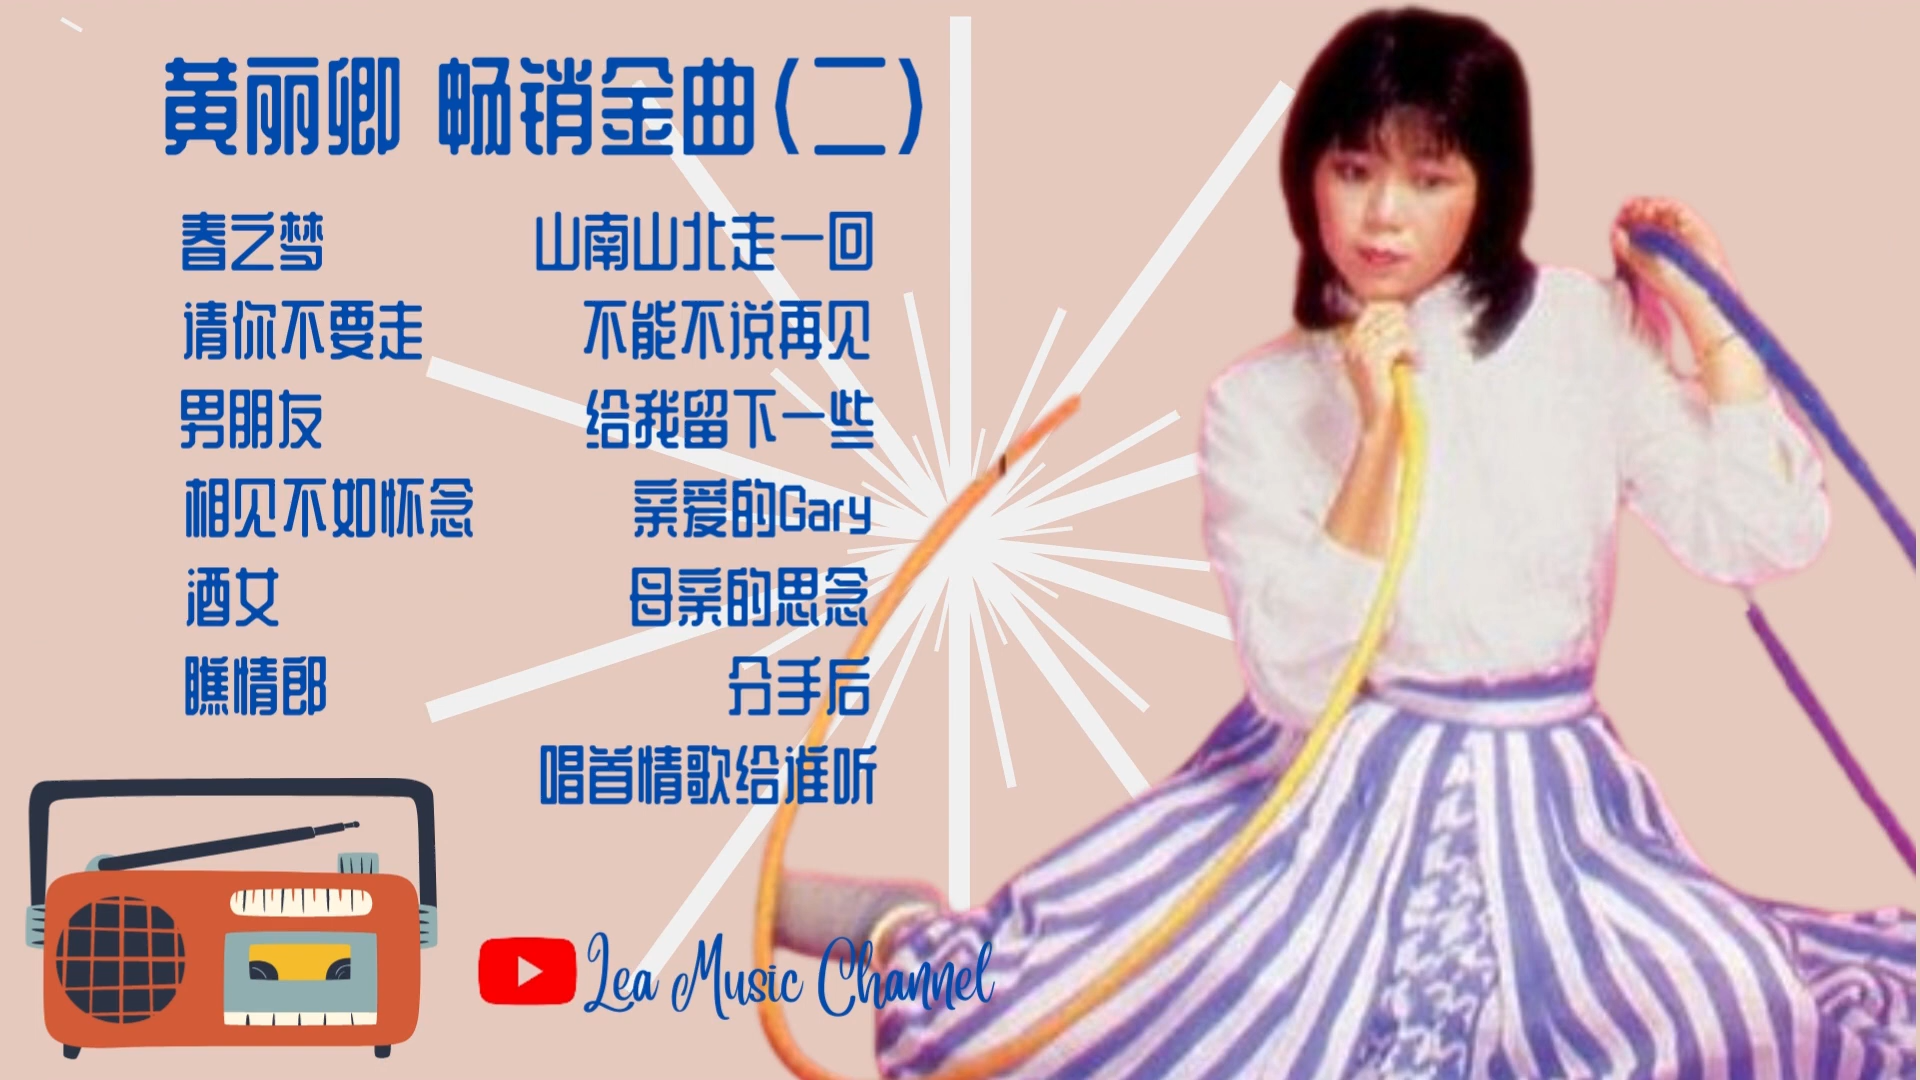 黄丽卿 畅销金曲(二)
春之梦
请你不要走
男朋友
相见不如怀念
酒女
瞧情郎
山南山北走一回
不能不说再见
给我留下一些
亲爱的Gary
母亲的思念
分手后
唱首情歌给谁听
Lea Music Channel